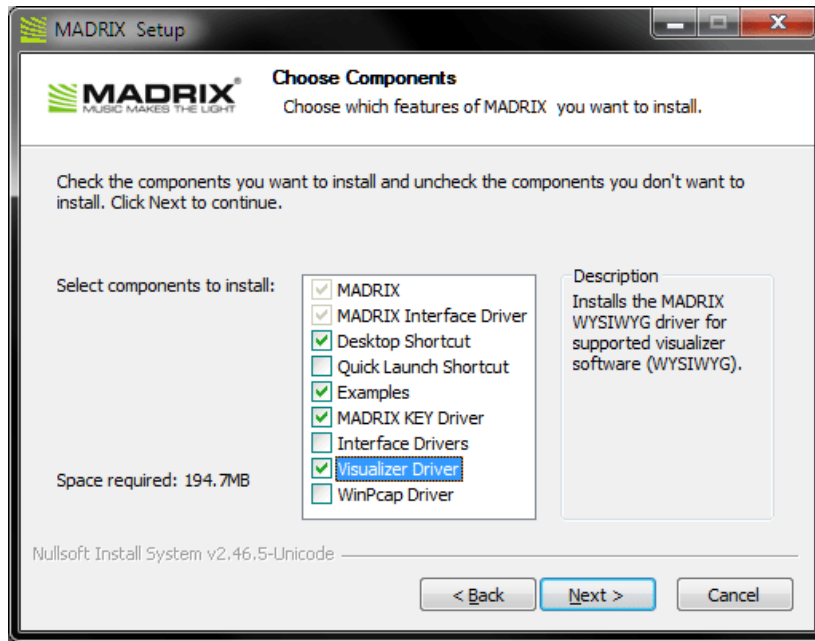 MADRIX Setup
MADRIX®
MUSIC MAKES THE LIGHT
Choose Components
Choose which features of MADRIX you want to install.
Check the components you want to install and uncheck the components you don't want to
install. Click Next to continue.
Select components to install:
MADRIX
MADRIX Interface Driver
Desktop Shortcut
Quick Launch Shortcut
Examples
MADRIX KEY Driver
Interface Drivers
Visualizer Driver
WinPcap Driver
Description
Installs the MADRIX
WYSIWYG driver for
supported visualizer
software (WYSIWYG).
Space required: 194.7MB
Nullsoft Install System v2.46.5-Unicode
< Back
Next >
Cancel